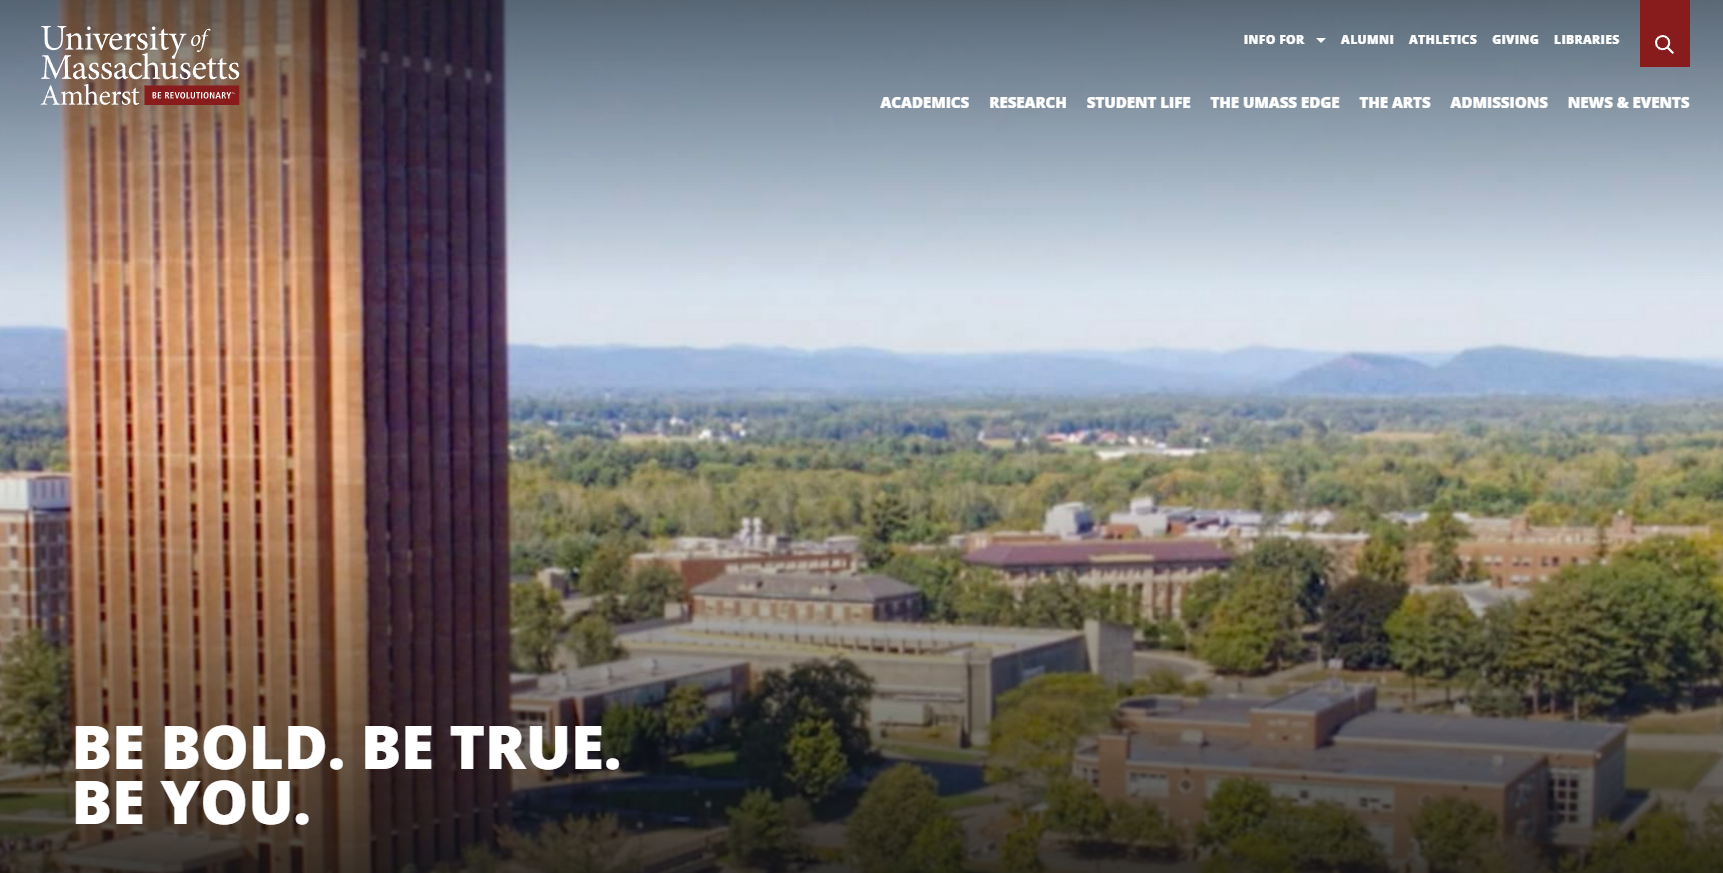 University of
Massachusetts
Amherst BE REVOLUTIONARY™
INFO FOR ALUMNI ATHLETICS GIVING LIBRARIES
ACADEMICS RESEARCH STUDENT LIFE THE UMASS EDGE THE ARTS ADMISSIONS NEWS & EVENTS
BE BOLD. BE TRUE.
BE YOU.